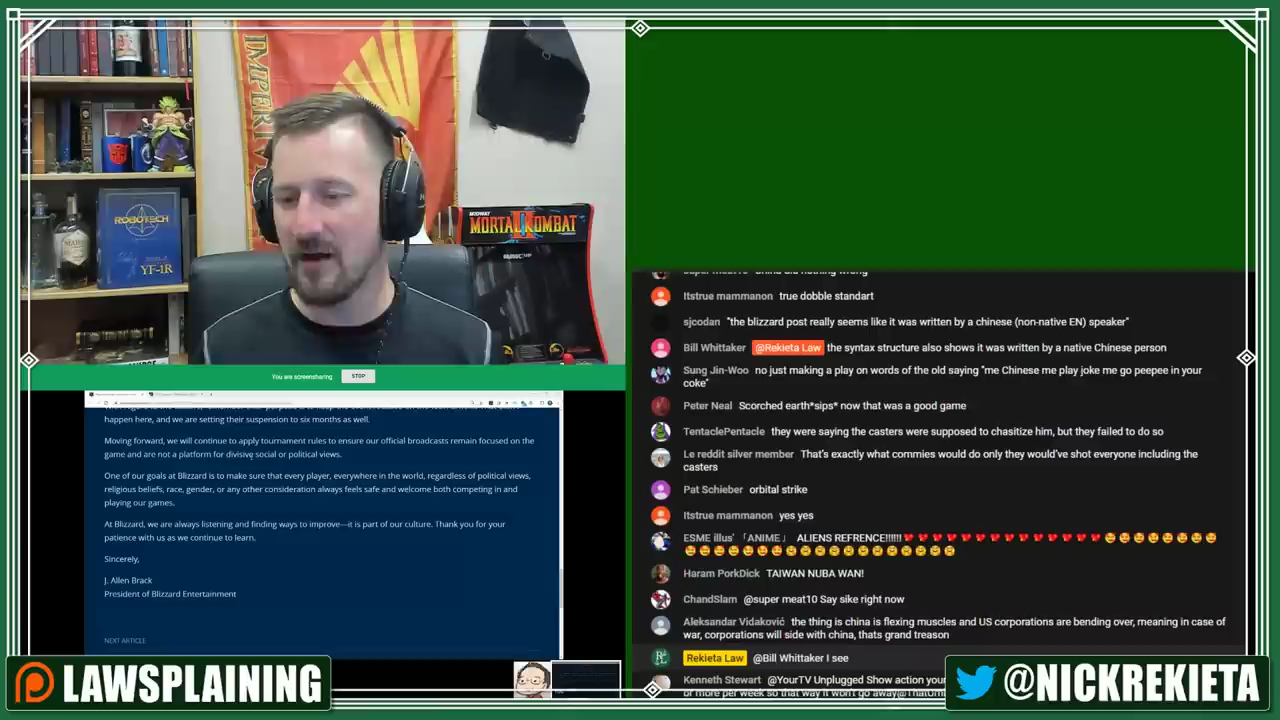 IMPERIVM
ROBOTECH
YF-1R
MIDWAY
MORTAL KOMBAT
II
You are screensharing
STOP
happen here, and we are setting their suspension to six months as well.
Moving forward, we will continue to apply tournament rules to ensure our official broadcasts remain focused on the
game and are not a platform for divisive social or political views.
One of our goals at Blizzard is to make sure that every player, everywhere in the world, regardless of political views,
religious beliefs, race, gender, or any other consideration always feels safe and welcome both competing in and
playing our games.
At Blizzard, we are always listening and finding ways to improve—it is part of our culture. Thank you for your
patience with us as we continue to learn.
Sincerely,
J. Allen Brack
President of Blizzard Entertainment
NEXT ARTICLE
Itstrue mammanon true dobble standart
sjcodan "the blizzard post really seems like it was written by a chinese (non-native EN) speaker"
Bill Whittaker @Rekieta Law the syntax structure also shows it was written by a native Chinese person
Sung Jin-Woo no just making a play on words of the old saying "me Chinese me play joke me go peepee in your
coke"
Peter Neal Scorched earth*sips* now that was a good game
TentaclePentacle they were saying the casters were supposed to chasitize him, but they failed to do so
Le reddit silver member That's exactly what commies would do only they would've shot everyone including the
casters
Pat Schieber orbital strike
Itstrue mammanon yes yes
ESME illus' 「ANIME」 ALIENS REFRENCE!!!!!!
Haram PorkDick TAIWAN NUBA WAN!
ChandSlam @super meat10 Say sike right now
Aleksandar Vidaković the thing is china is flexing muscles and US corporations are bending over, meaning in case of
war, corporations will side with china, thats grand treason
Rekieta Law @Bill Whittaker I see
Kenneth Stewart @YourTV Unplugged Show action your
or more per week so that way it won't go away
LAWSPLAINING
@NICKREKIETA